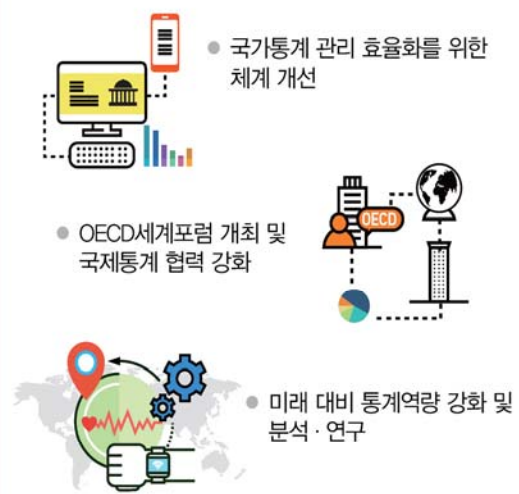 ● 국가통계 관리 효율화를 위한
체계 개선
OECD
● OECD세계포럼 개최 및
국제통계 협력 강화
● 미래 대비 통계역량 강화 및
분석 · 연구